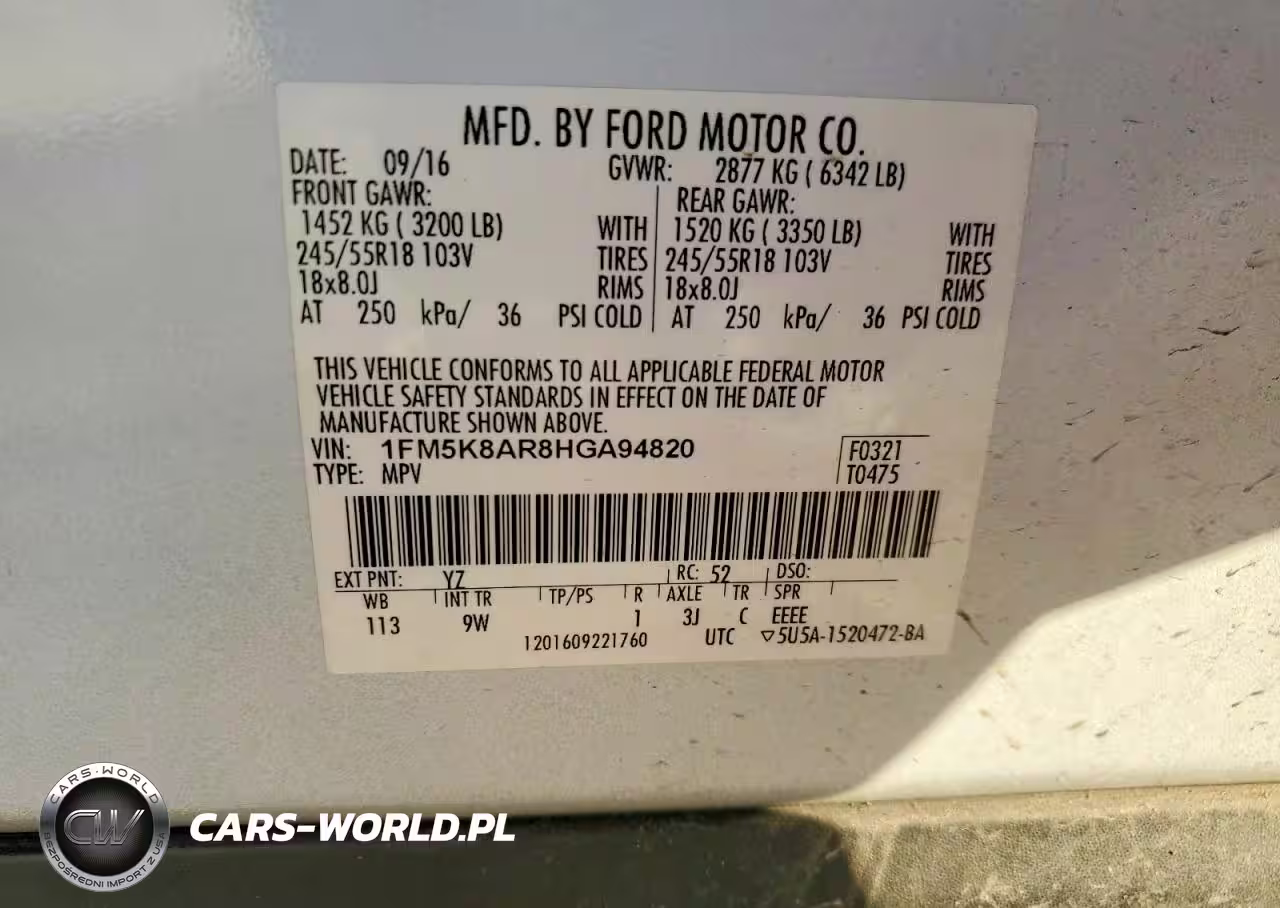 MFD. BY FORD MOTOR CO.
DATE: 09/16 GVWR: 2877 KG ( 6342 LB)
FRONT GAWR: REAR GAWR:
1452 KG ( 3200 LB) WITH 1520 KG ( 3350 LB) WITH
245/55R18 103V TIRES 245/55R18 103V TIRES
18x8.0J RIMS 18x8.0J RIMS
AT 250 kPa/ 36 PSI COLD AT 250 kPa/ 36 PSI COLD
THIS VEHICLE CONFORMS TO ALL APPLICABLE FEDERAL MOTOR
VEHICLE SAFETY STANDARDS IN EFFECT ON THE DATE OF
MANUFACTURE SHOWN ABOVE.
VIN: 1FM5K8AR8HGA94820 F0321
TYPE: MPV T0475
EXT PNT: YZ RC: 52 DSO:
WB INT TR TP/PS R AXLE TR SPR
113 9W 1 3J C EEEE
1201609221760 UTC ▽5U5A-1520472-BA
CARS-WORLD
CW
BEZPOŚREDNI IMPORT Z USA
CARS-WORLD.PL